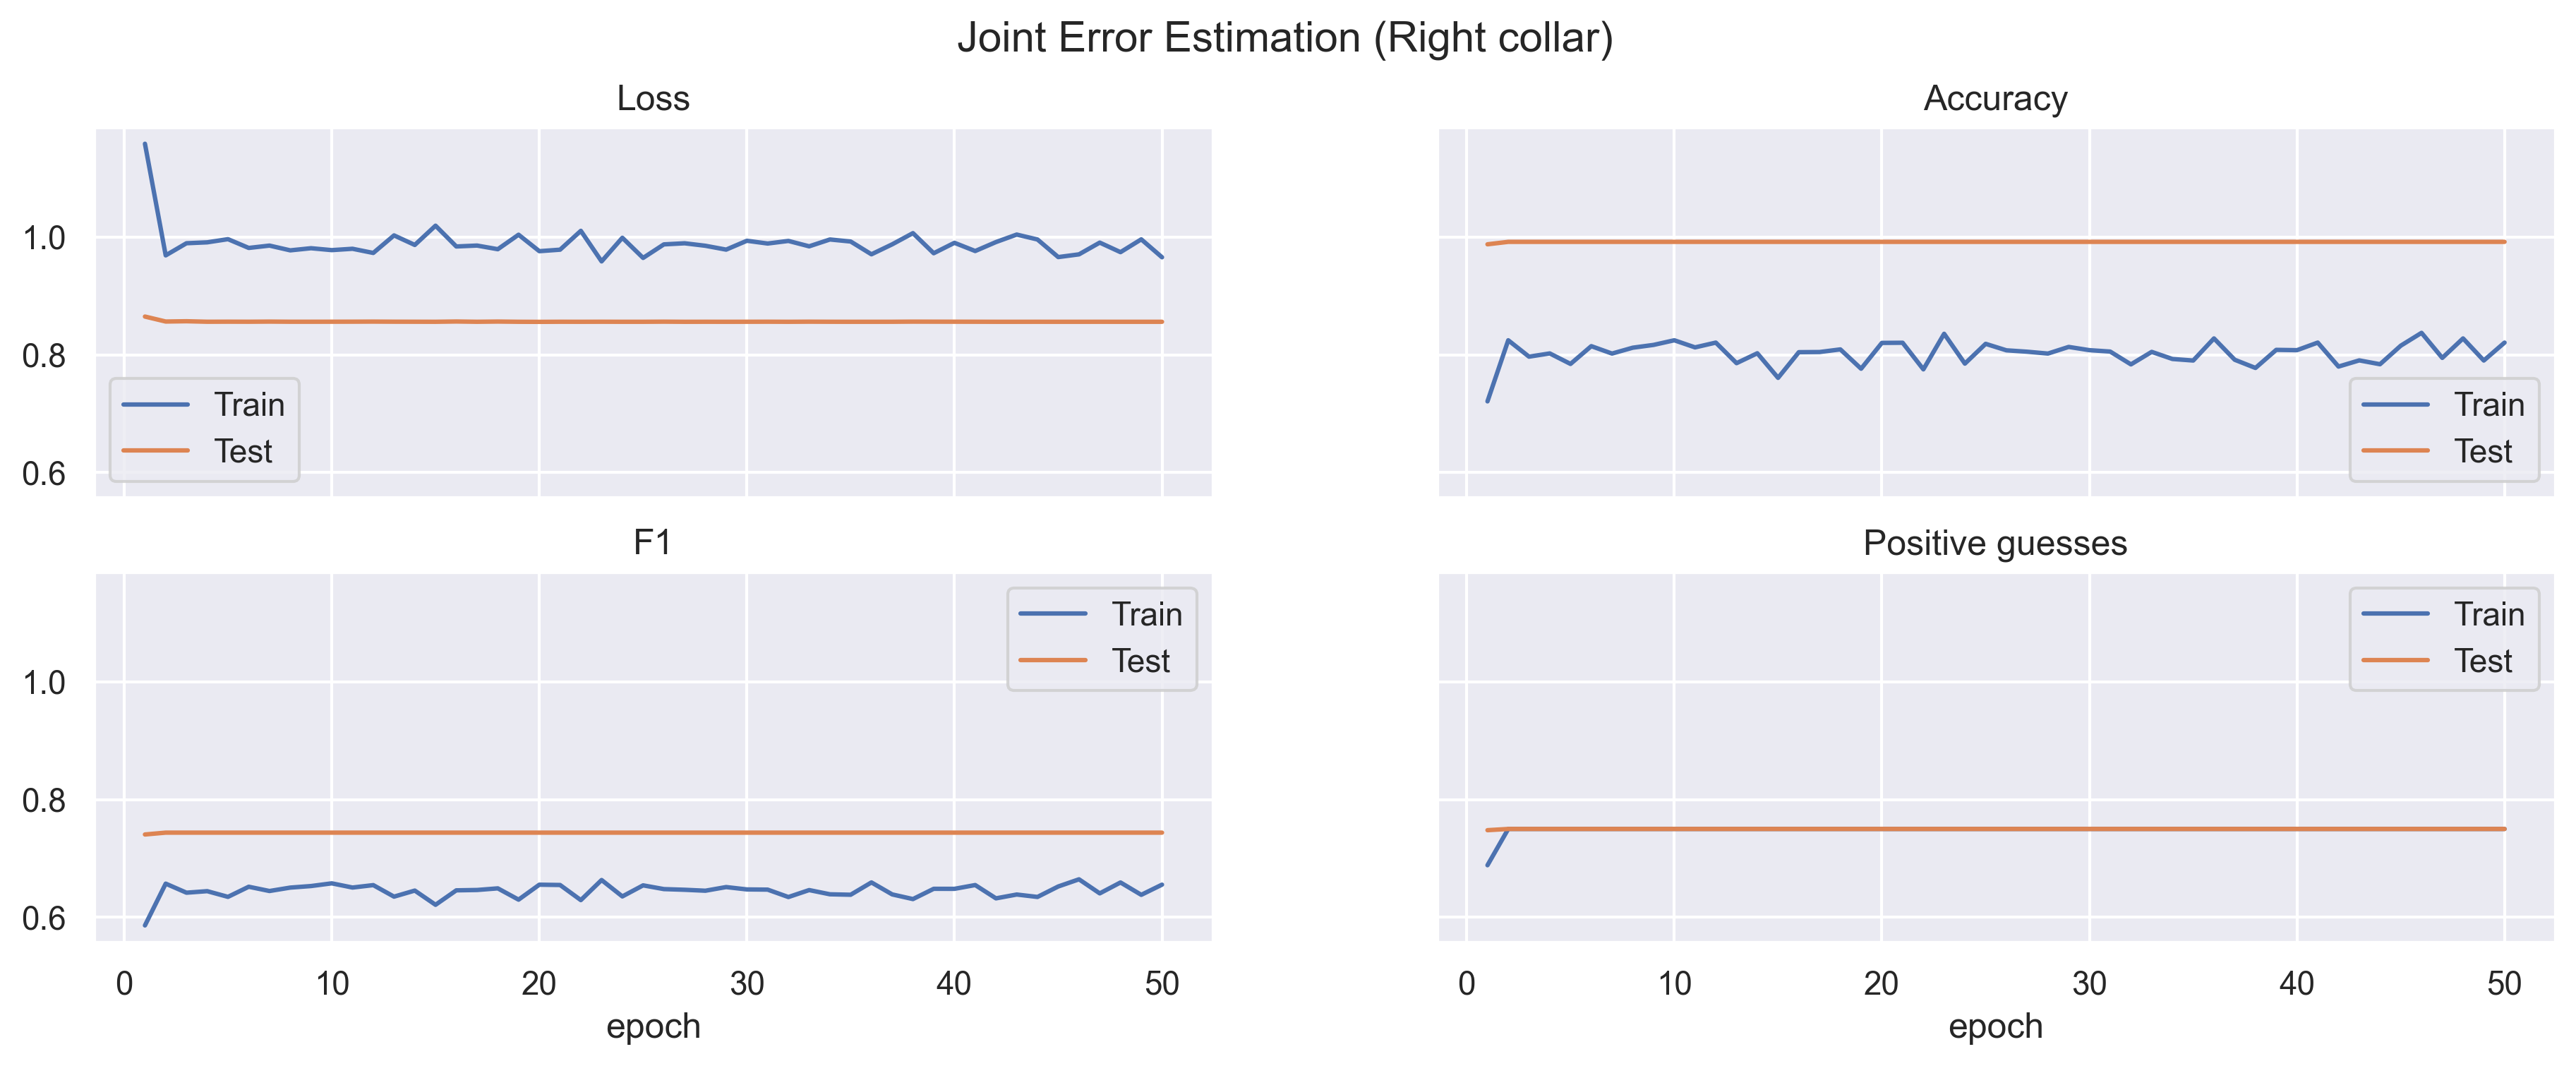 Joint Error Estimation (Right collar)
Loss
1.0
0.8
0.6
Train
Test
Accuracy
Train
Test
F1
1.0
0.8
0.6
Train
Test
0 10 20 30 40 50
epoch
Positive guesses
Train
Test
0 10 20 30 40 50
epoch